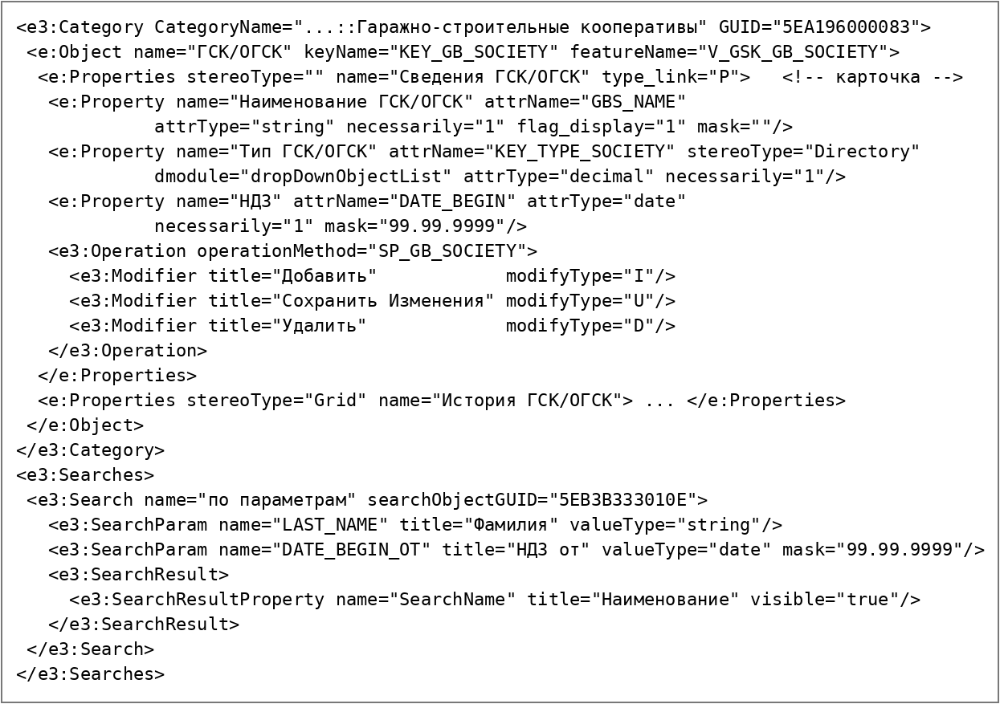 <e3:Category CategoryName="...::Гаражно-строительные кооперативы" GUID="5EA196000083">
 <e:Object name="ГСК/ОГСК" keyName="KEY_GB_SOCIETY" featureName="V_GSK_GB_SOCIETY">
  <e:Properties stereoType="" name="Сведения ГСК/ОГСК" type_link="P">   <!-- карточка -->
   <e:Property name="Наименование ГСК/ОГСК" attrName="GBS_NAME"
             attrType="string" necessarily="1" flag_display="1" mask=""/>
   <e:Property name="Тип ГСК/ОГСК" attrName="KEY_TYPE_SOCIETY" stereoType="Directory"
             dmodule="dropDownObjectList" attrType="decimal" necessarily="1"/>
   <e:Property name="НДЗ" attrName="DATE_BEGIN" attrType="date"
             necessarily="1" mask="99.99.9999"/>
   <e3:Operation operationMethod="SP_GB_SOCIETY">
     <e3:Modifier title="Добавить"            modifyType="I"/>
     <e3:Modifier title="Сохранить Изменения" modifyType="U"/>
     <e3:Modifier title="Удалить"             modifyType="D"/>
   </e3:Operation>
  </e:Properties>
  <e:Properties stereoType="Grid" name="История ГСК/ОГСК"> ... </e:Properties>
 </e:Object>
</e3:Category>
<e3:Searches>
 <e3:Search name="по параметрам" searchObjectGUID="5EB3B333010E">
   <e3:SearchParam name="LAST_NAME" title="Фамилия" valueType="string"/>
   <e3:SearchParam name="DATE_BEGIN_OT" title="НДЗ от" valueType="date" mask="99.99.9999"/>
   <e3:SearchResult>
     <e3:SearchResultProperty name="SearchName" title="Наименование" visible="true"/>
   </e3:SearchResult>
 </e3:Search>
</e3:Searches>